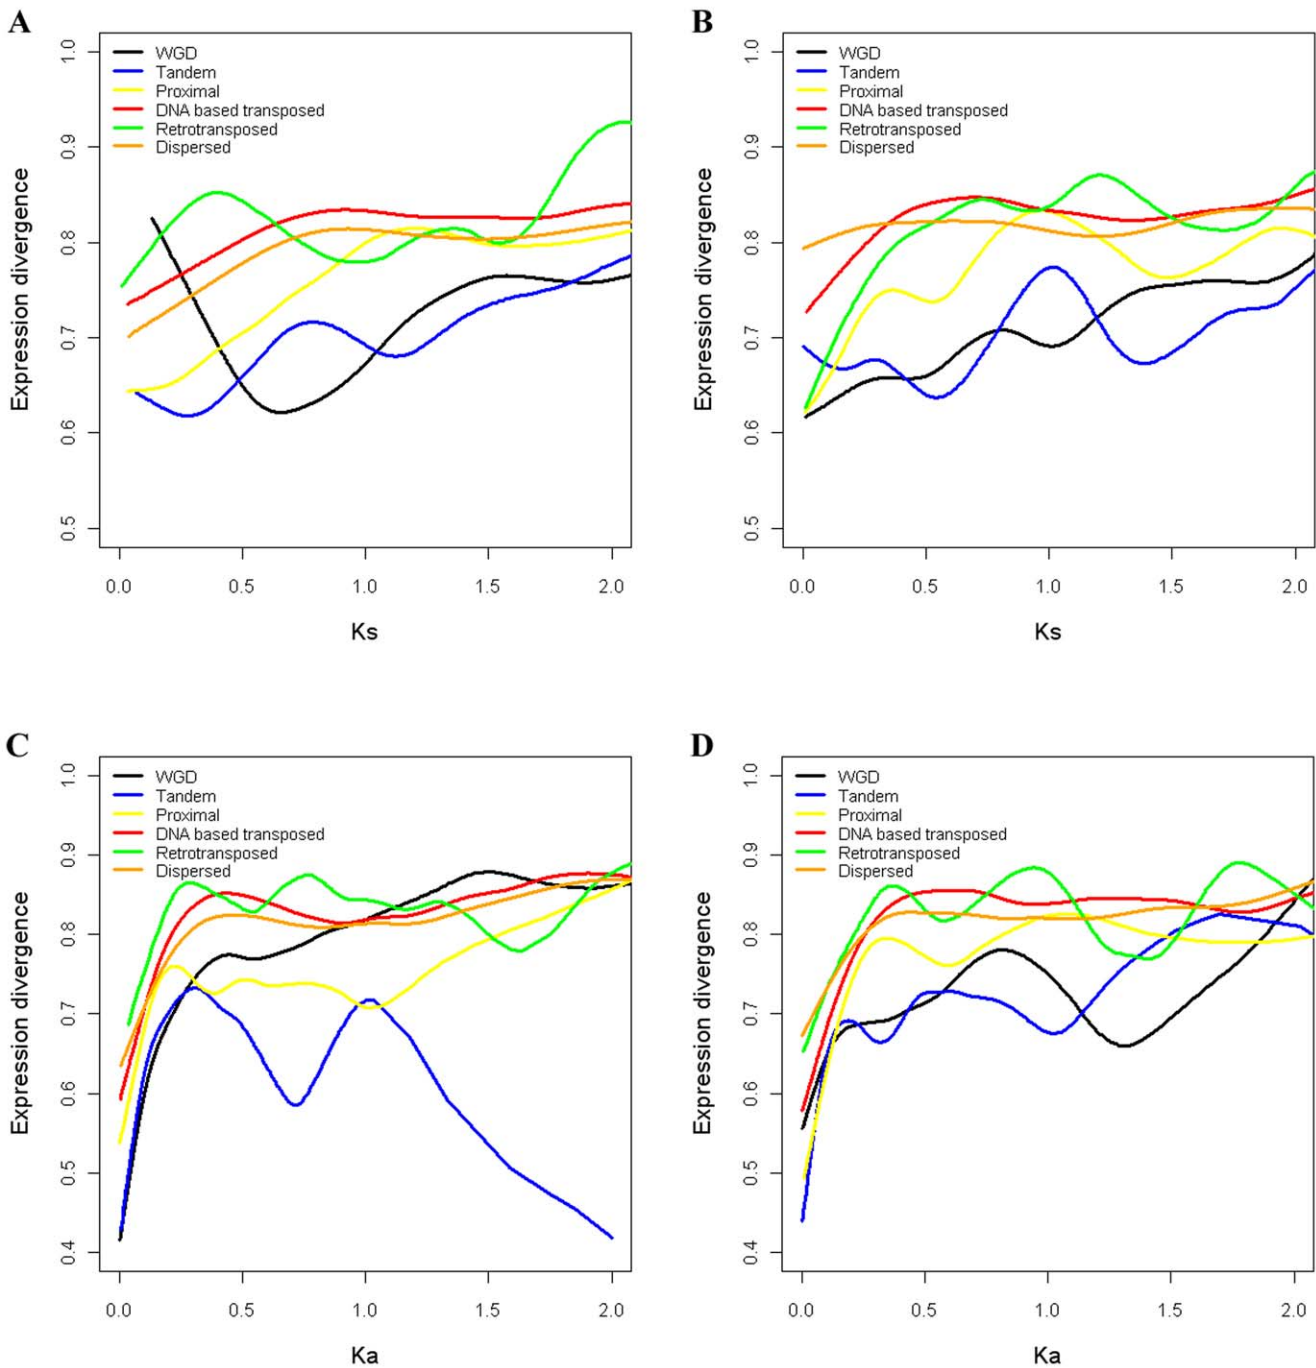 A
WGD
Tandem
Proximal
DNA based transposed
Retrotransposed
Dispersed
Expression divergence
1.0
0.9
0.8
0.7
0.6
0.5
0.0 0.5 1.0 1.5 2.0
Ks
B
WGD
Tandem
Proximal
DNA based transposed
Retrotransposed
Dispersed
Expression divergence
1.0
0.9
0.8
0.7
0.6
0.5
0.0 0.5 1.0 1.5 2.0
Ks
C
WGD
Tandem
Proximal
DNA based transposed
Retrotransposed
Dispersed
Expression divergence
1.0
0.9
0.8
0.7
0.6
0.5
0.4
0.0 0.5 1.0 1.5 2.0
Ka
D
WGD
Tandem
Proximal
DNA based transposed
Retrotransposed
Dispersed
Expression divergence
1.0
0.9
0.8
0.7
0.6
0.5
0.4
0.0 0.5 1.0 1.5 2.0
Ka